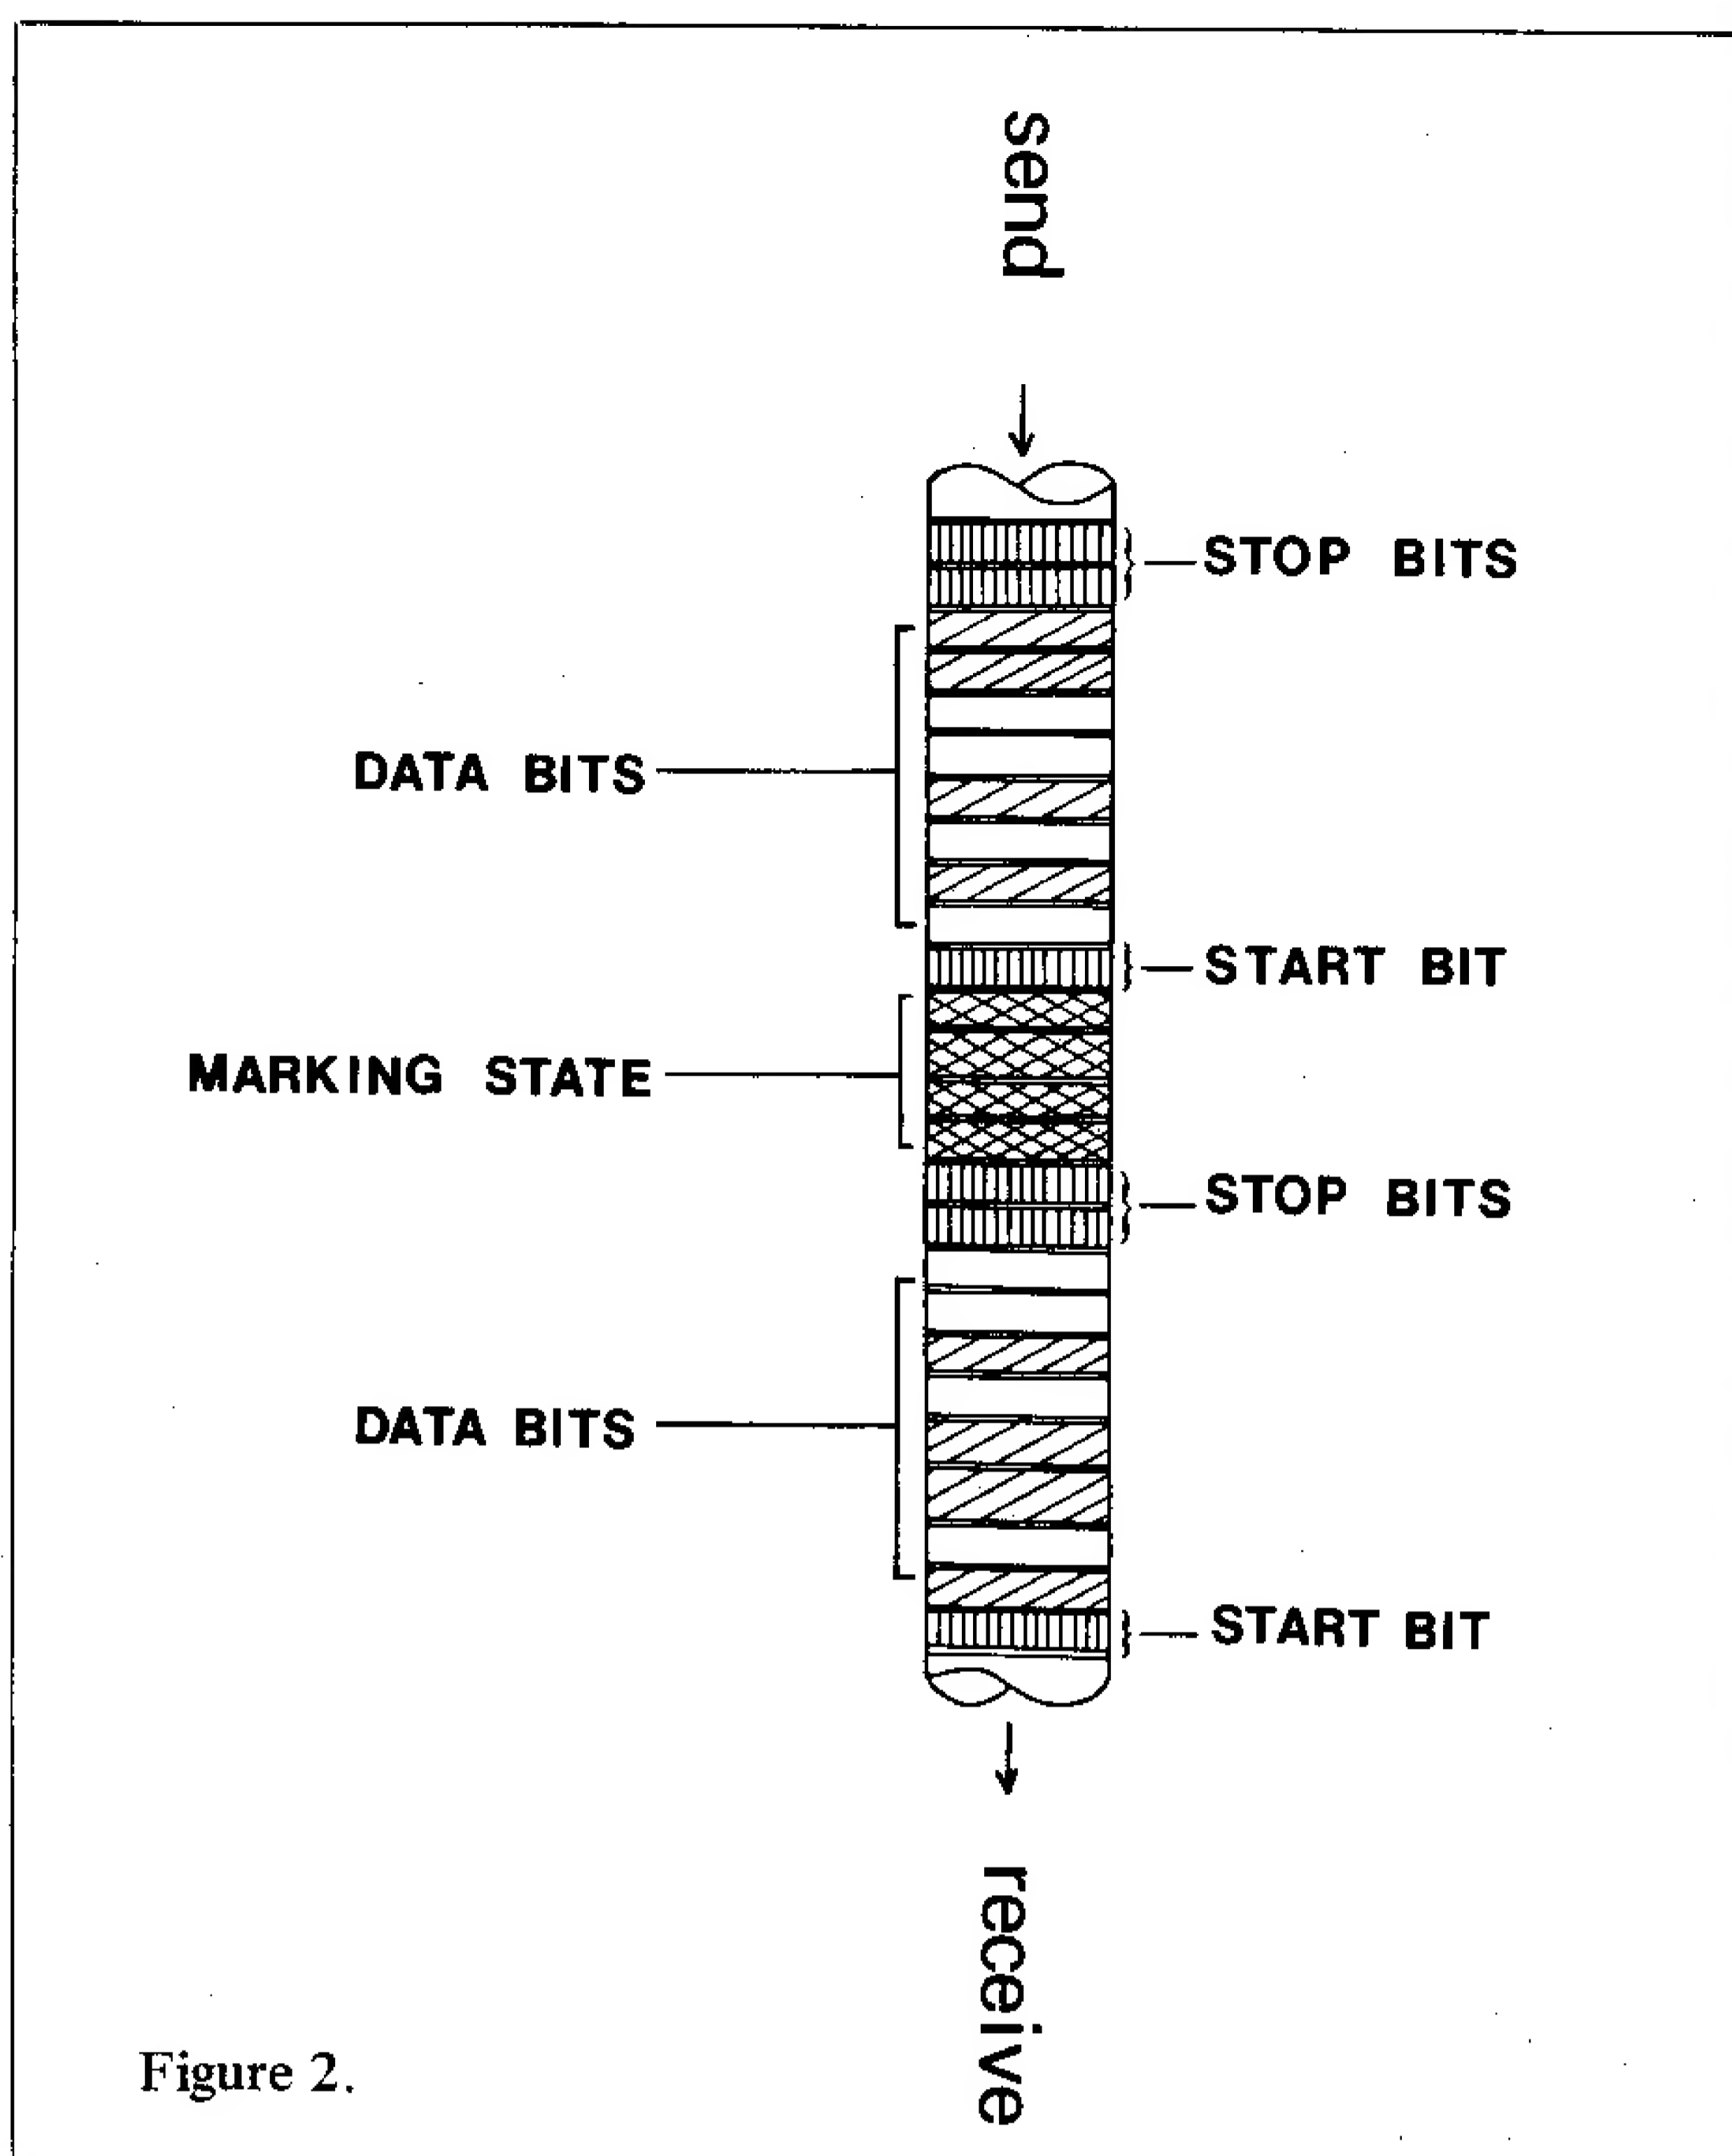 send
STOP BITS
DATA BITS
START BIT
MARKING STATE
STOP BITS
DATA BITS
START BIT
receive
Figure 2.